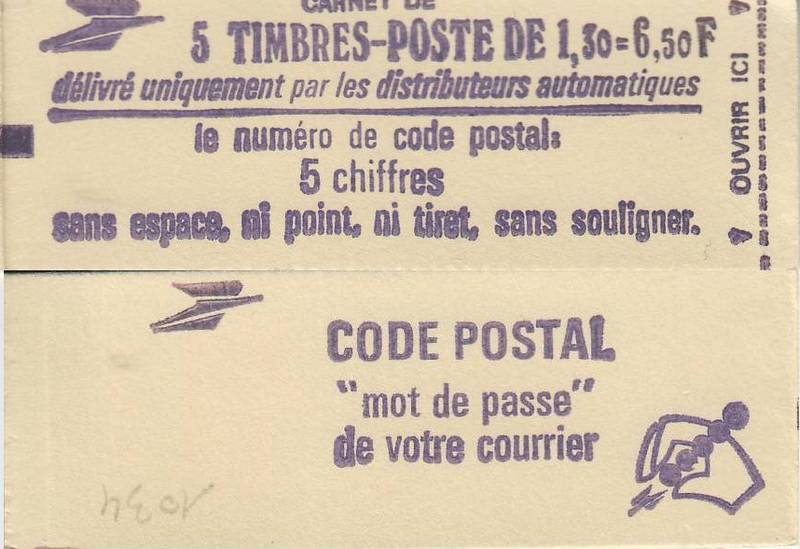 CARNET DE
5 TIMBRES-POSTE DE 1,30=6,50F
délivré uniquement par les distributeurs automatiques
le numéro de code postal:
5 chiffres
sans espace, ni point, ni tiret, sans souligner.
OUVRIR ICI
CODE POSTAL
"mot de passe"
de votre courrier
1034